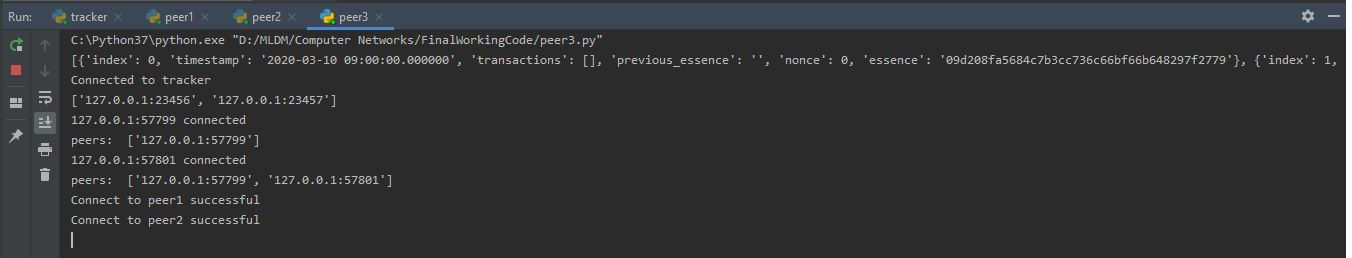 Run: tracker peer1 peer2 peer3
C:\Python37\python.exe "D:/MLDM/Computer Networks/FinalWorkingCode/peer3.py"
[{'index': 0, 'timestamp': '2020-03-10 09:00:00.000000', 'transactions': [], 'previous_essence': '', 'nonce': 0, 'essence': '09d208fa5684c7b3cc736c66bf66b648297f2779'}, {'index': 1,
Connected to tracker
['127.0.0.1:23456', '127.0.0.1:23457']
127.0.0.1:57799 connected
peers:  ['127.0.0.1:57799']
127.0.0.1:57801 connected
peers:  ['127.0.0.1:57799', '127.0.0.1:57801']
Connect to peer1 successful
Connect to peer2 successful